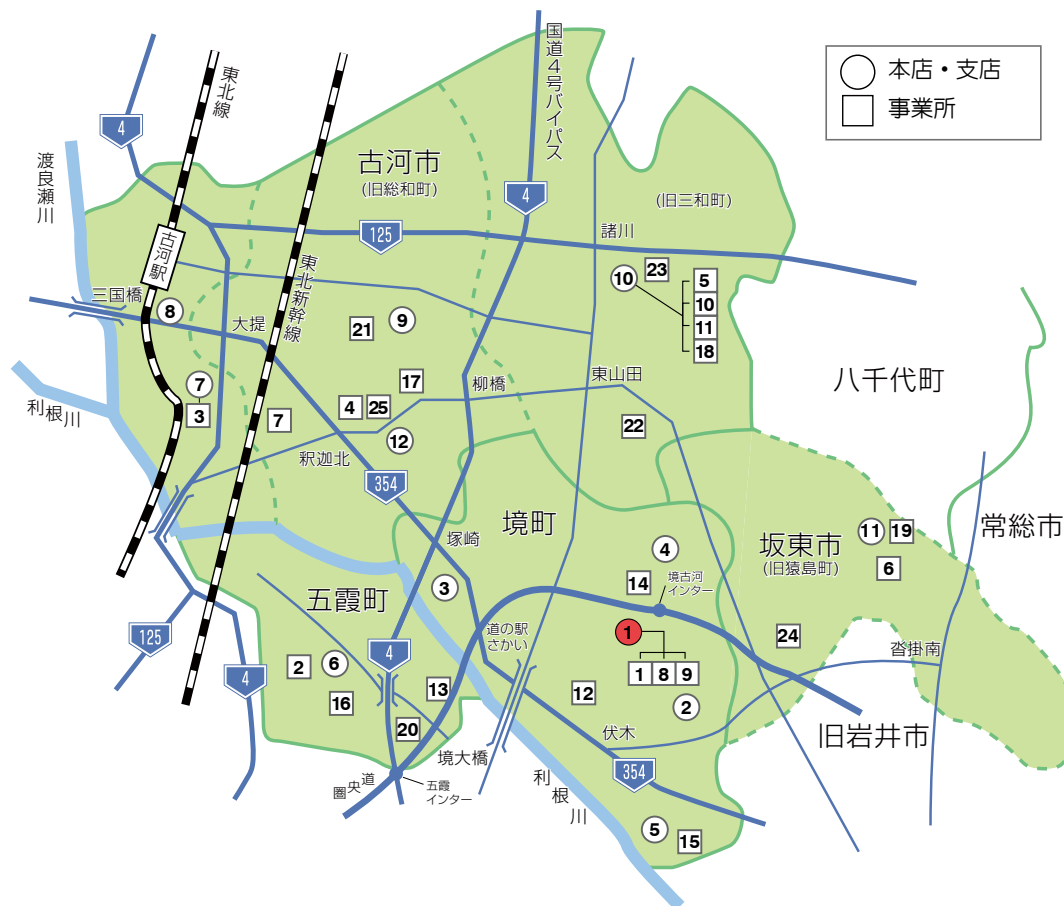 本店・支店
事業所
東北線
国道4号バイパス
4
渡良瀬川
古河市
(旧総和町)
4
(旧三和町)
125
諸川
古河駅
東北新幹線
10
23
5
10
11
18
三国橋
8
大提
21
9
八千代町
7
3
利根川
7
4
25
17
柳橋
東山田
22
12
釈迦北
354
境町
塚崎
坂東市
(旧猿島町)
11
19
6
常総市
4
14
境古河
インター
五霞町
3
道の駅
さかい
1
1
8
9
24
沓掛南
125
4
2
6
16
4
13
20
12
2
伏木
旧岩井市
境大橋
圏央道
五霞
インター
利根川
354
5
15